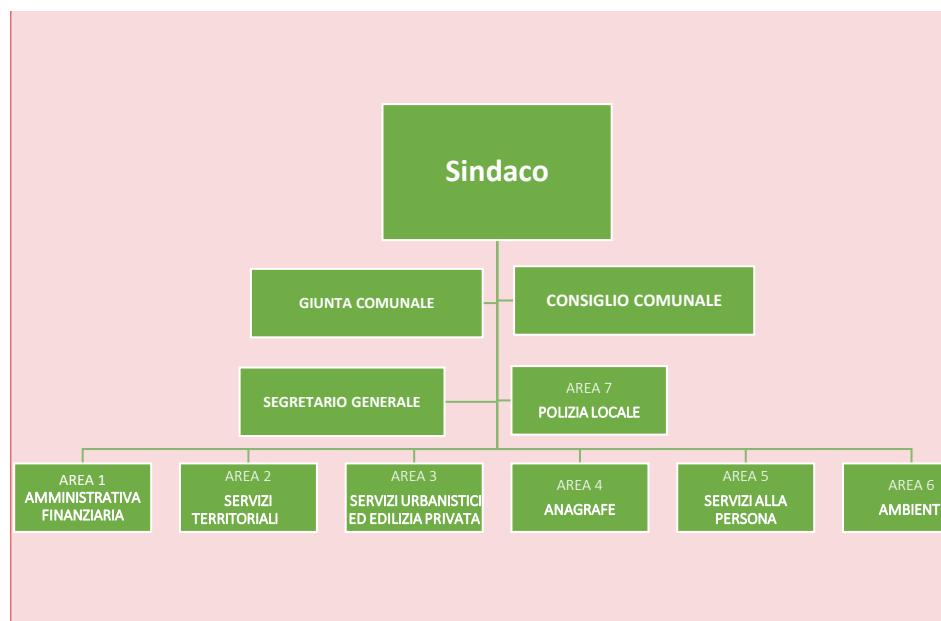 Sindaco
GIUNTA COMUNALE
CONSIGLIO COMUNALE
SEGRETARIO GENERALE
AREA 7
POLIZIA LOCALE
AREA 1
AMMINISTRATIVA
FINANZIARIA
AREA 2
SERVIZI
TERRITORIALI
AREA 3
SERVIZI URBANISTICI
ED EDILIZIA PRIVATA
AREA 4
ANAGRAFE
AREA 5
SERVIZI ALLA
PERSONA
AREA 6
AMBIENT